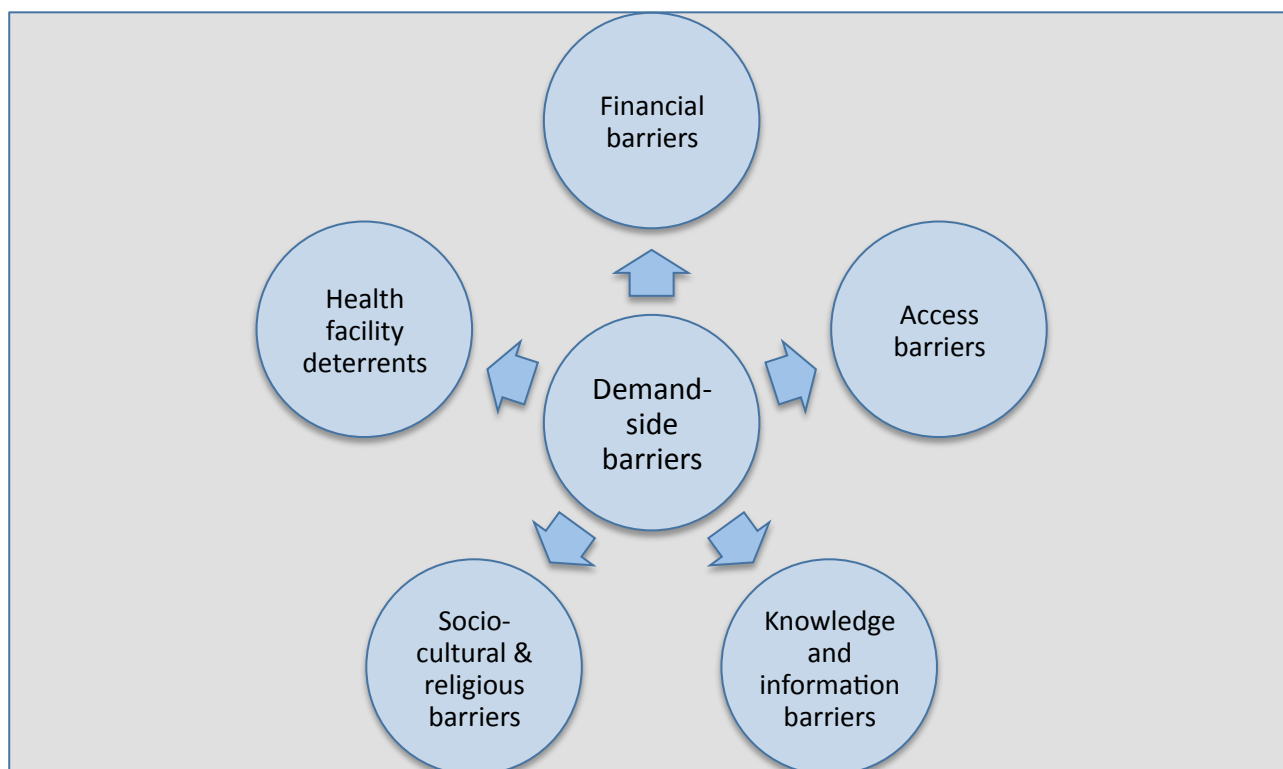 Financial
barriers
Health
facility
deterrents
Access
barriers
Demand-
side
barriers
Socio-
cultural &
religious
barriers
Knowledge
and
information
barriers